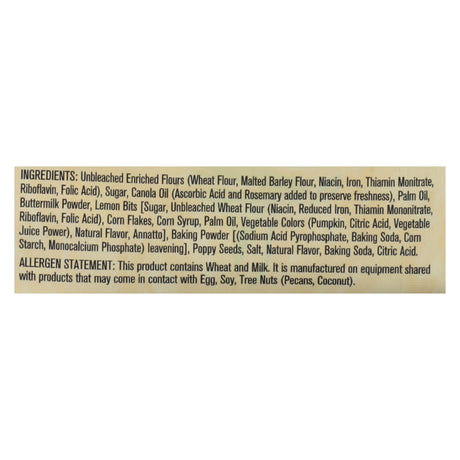 INGREDIENTS: Unbleached Enriched Flours (Wheat Flour, Malted Barley Flour, Niacin, Iron, Thiamin Monitrate,
Riboflavin, Folic Acid), Sugar, Canola Oil (Ascorbic Acid and Rosemary added to preserve freshness), Palm Oil,
Buttermilk Powder, Lemon Bits [Sugar, Unbleached Wheat Flour (Niacin, Reduced Iron, Thiamin Mononitrate,
Riboflavin, Folic Acid), Corn Flakes, Corn Syrup, Palm Oil, Vegetable Colors (Pumpkin, Citric Acid, Vegetable
Juice Power), Natural Flavor, Annatto], Baking Powder [(Sodium Acid Pyrophosphate, Baking Soda, Corn
Starch, Monocalcium Phosphate) leavening], Poppy Seeds, Salt, Natural Flavor, Baking Soda, Citric Acid.
ALLERGEN STATEMENT: This product contains Wheat and Milk. It is manufactured on equipment shared
with products that may come in contact with Egg, Soy, Tree Nuts (Pecans, Coconut).